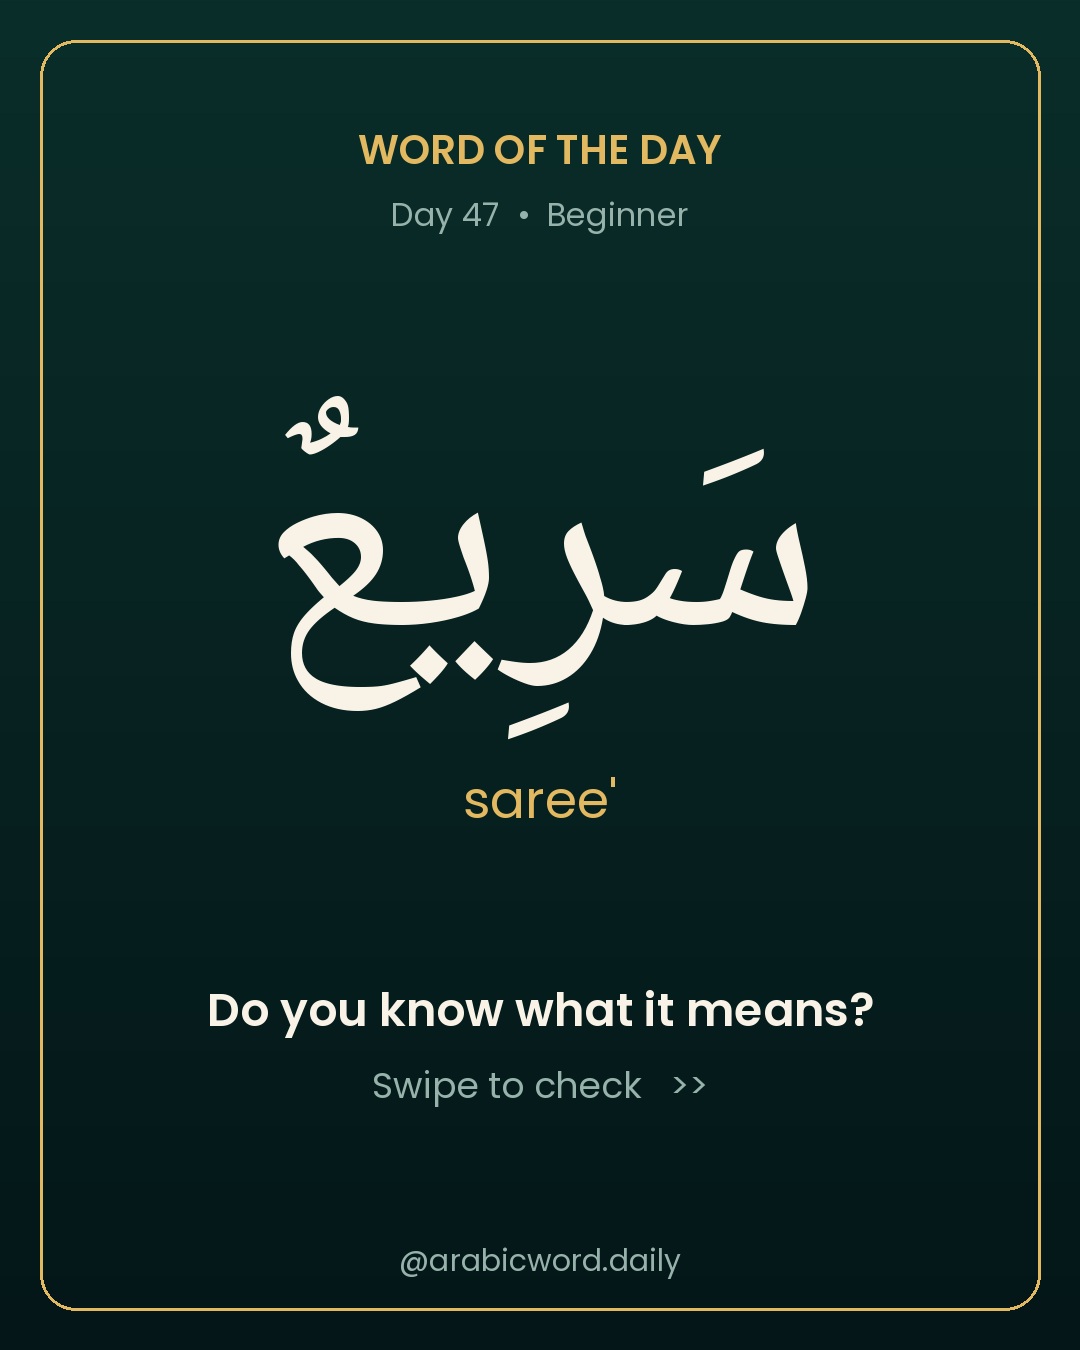 WORD OF THE DAY
Day 47 • Beginner
سَرِيعٌ
saree'
Do you know what it means?
Swipe to check >>
@arabicword.daily